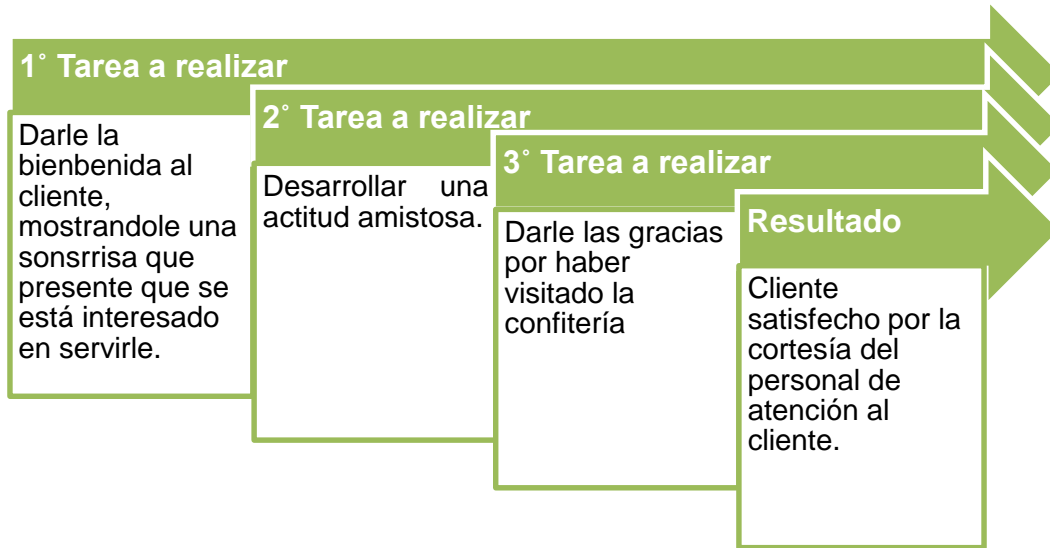 1˚ Tarea a realizar
Darle la
bienbenida al
cliente,
mostrandole una
sonsrrisa que
presente que se
está interesado
en servirle.
2˚ Tarea a realizar
Desarrollar una
actitud amistosa.
3˚ Tarea a realizar
Darle las gracias
por haber
visitado la
confitería
Resultado
Cliente
satisfecho por la
cortesía del
personal de
atención al
cliente.